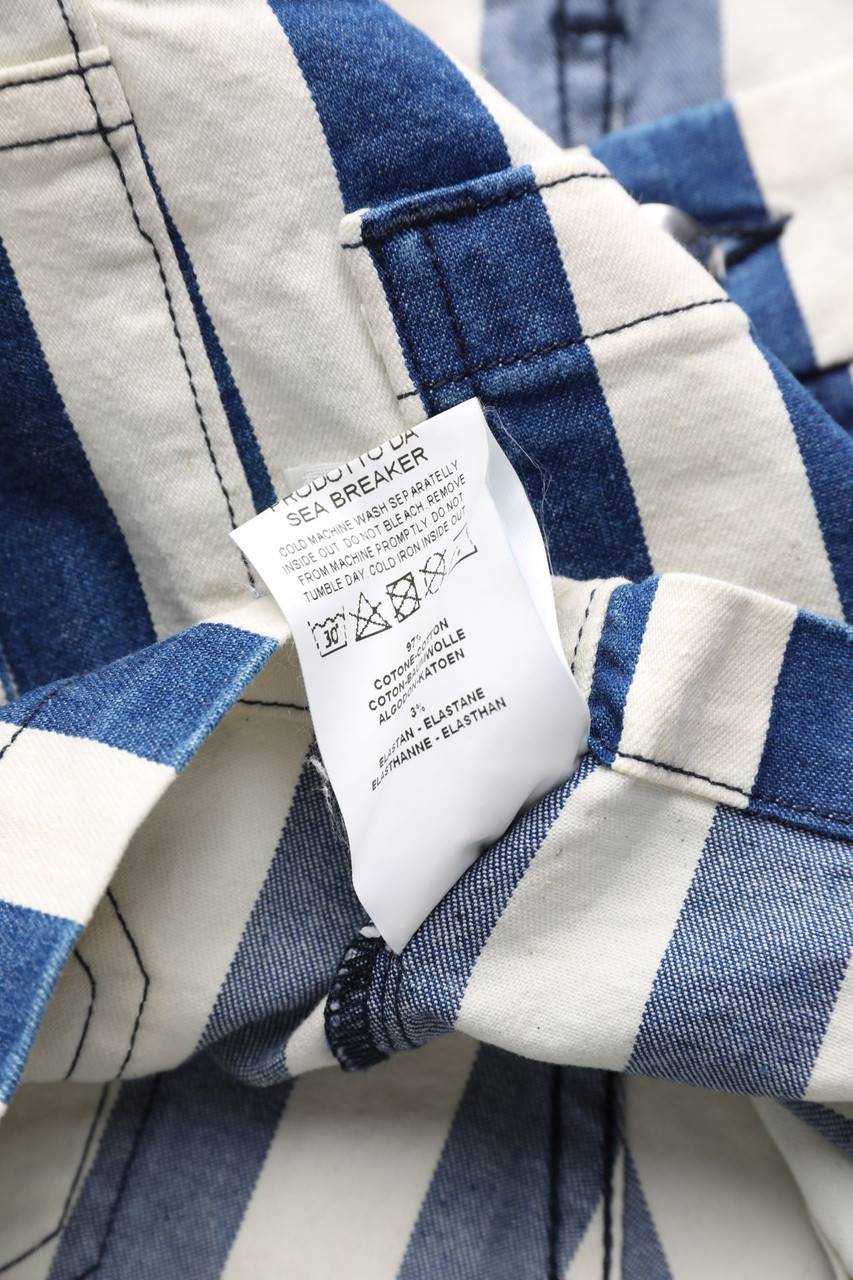 PRODOTTO DA
SEA BREAKER
COLD MACHINE WASH SEPARATELLY
INSIDE OUT. DO NOT BLEACH. REMOVE
FROM MACHINE PROMPTLY. DO NOT
TUMBLE DAY. COLD IRON INSIDE OUT
30°
97%
COTONE-COTTON
COTON-BAUMWOLLE
ALGODON-KATOEN
3%
ELASTAN - ELASTANE
ELASTHANNE - ELASTHAN